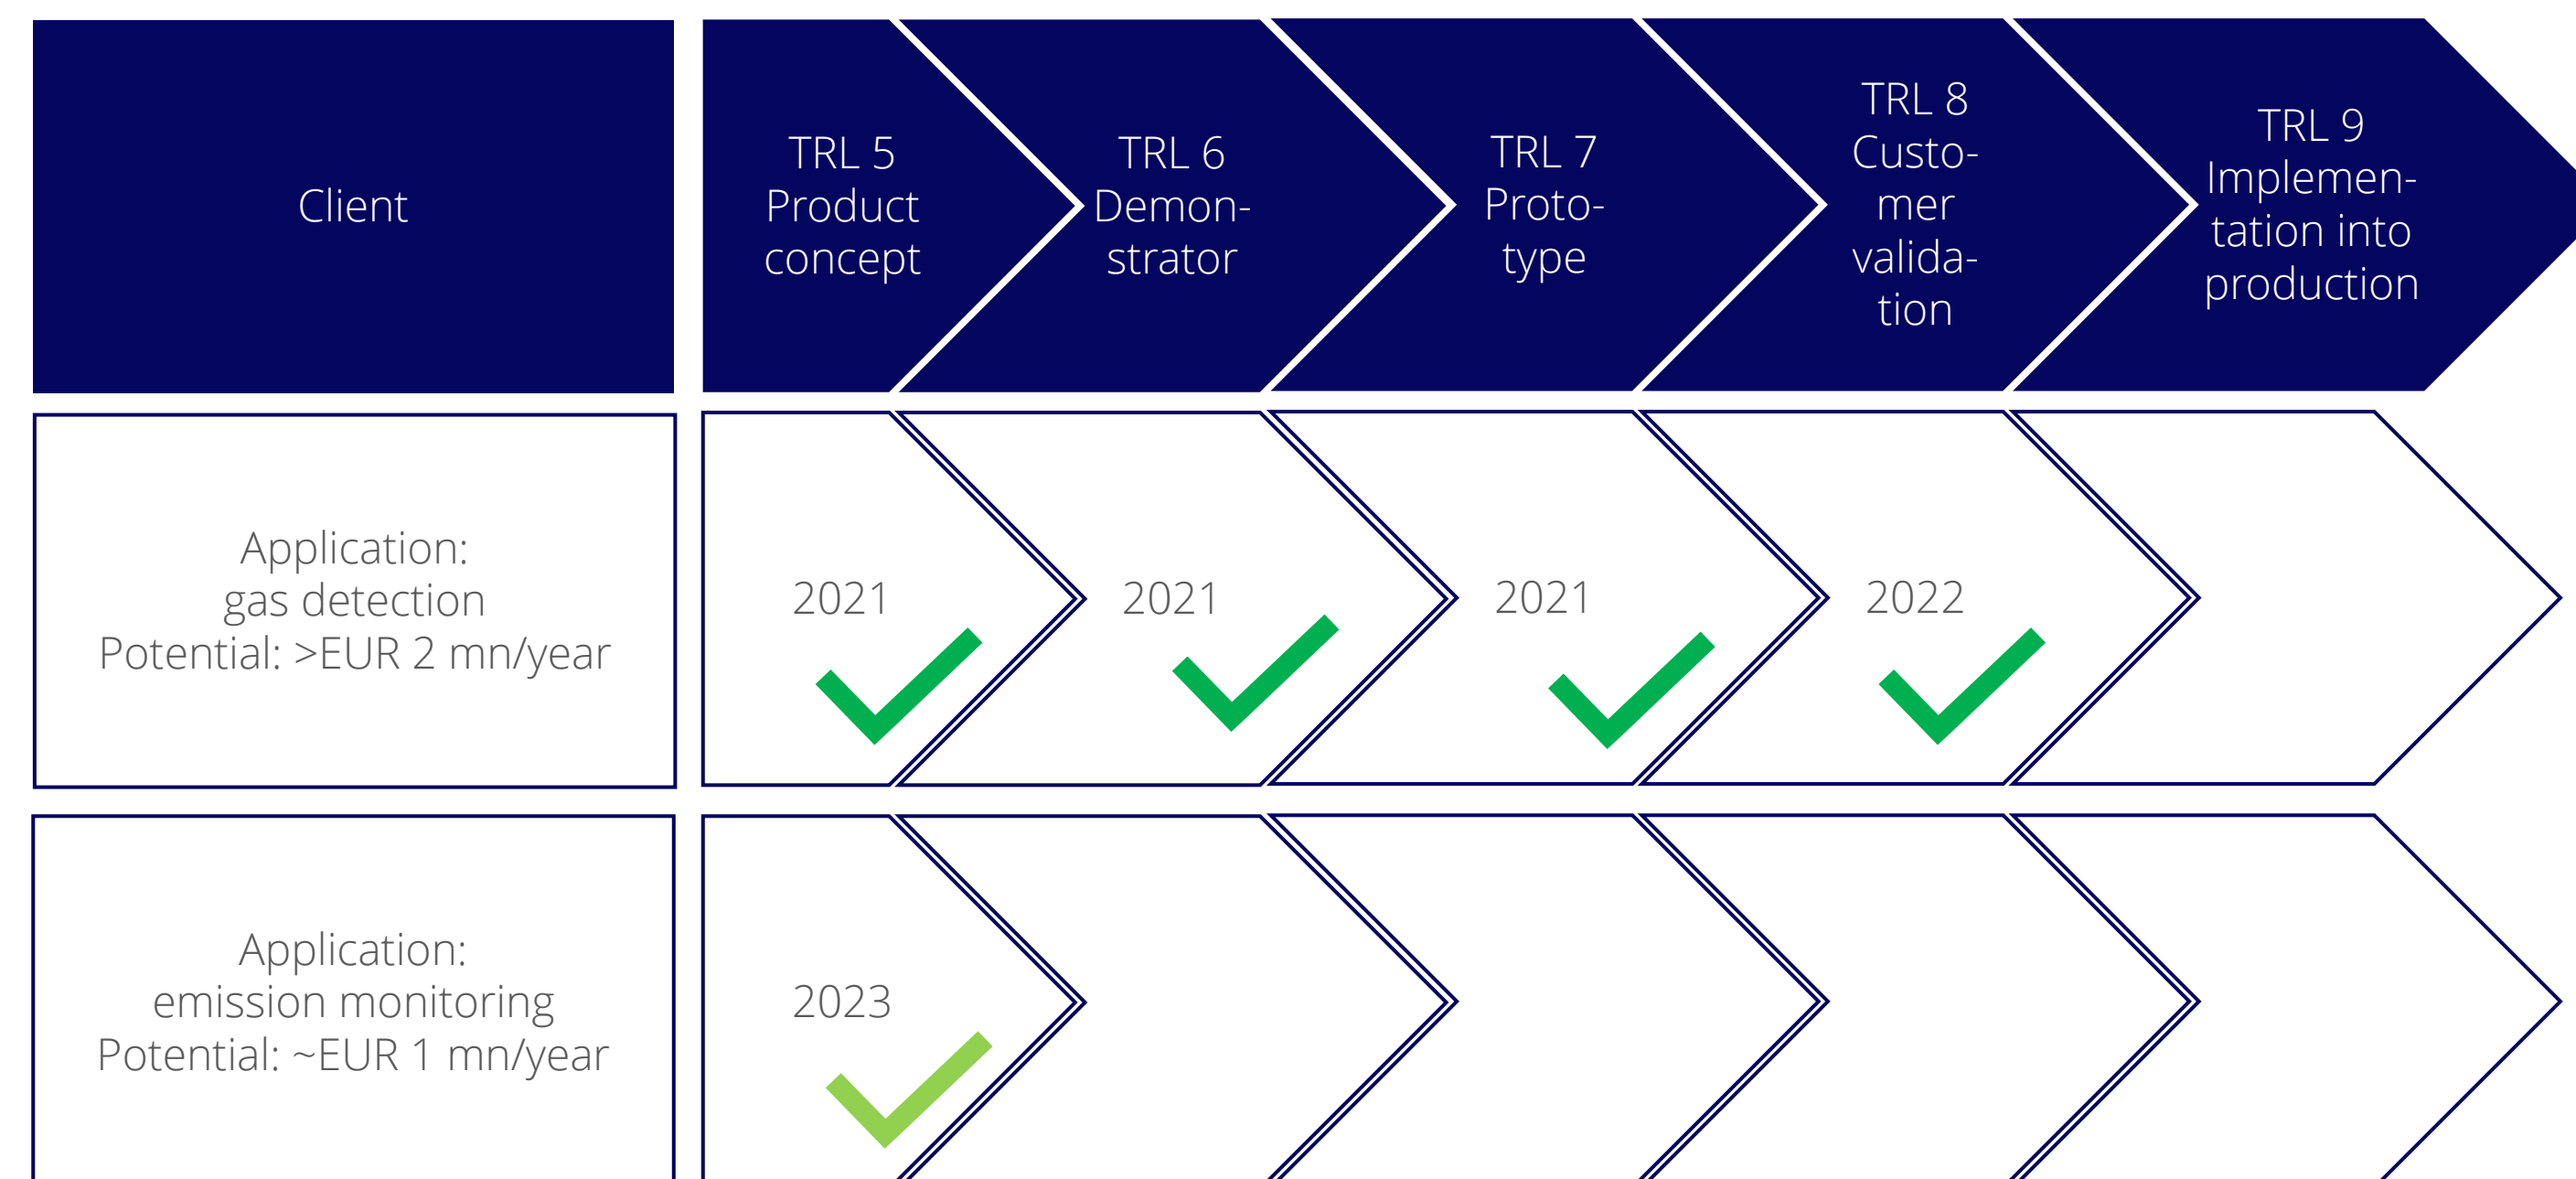 Client
TRL 5
Product
concept
TRL 6
Demon-
strator
TRL 7
Proto-
type
TRL 8
Custo-
mer
valida-
tion
TRL 9
Implemen-
tation into
production
Application:
gas detection
Potential: >EUR 2 mn/year
2021
2021
2021
2022
Application:
emission monitoring
Potential: ~EUR 1 mn/year
2023